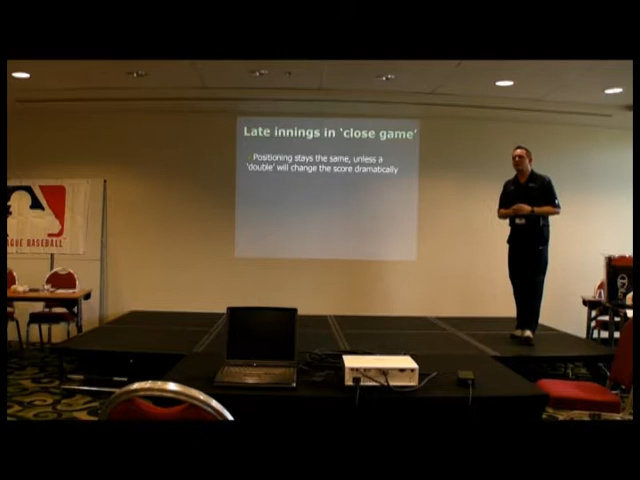 Late innings in 'close game'
Positioning stays the same, unless a
'double' will change the score dramatically
AGUE BASEBALL